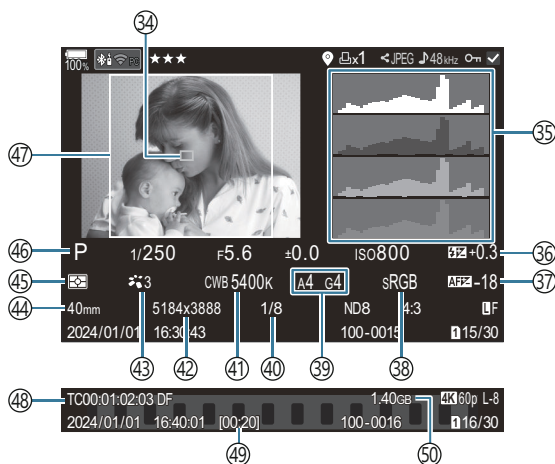 34
100% PC ★★★ x1 JPEG 48kHz
35
47
46 P 1/250 F5.6 ±0.0 ISO800 +0.3 36
45 3 CWB 5400K A4 G4 sRGB AF -18 37
44 40mm 5184x3888 1/8 ND8 4:3 L F
2024/01/01 16:30:43 100-0015 1 15/30
43 42 41 40 39 38
48 TC00:01:02:03 DF 1.40GB 4K 60p L-8
2024/01/01 16:40:01 [00:20] 100-0016 1 16/30
49 50